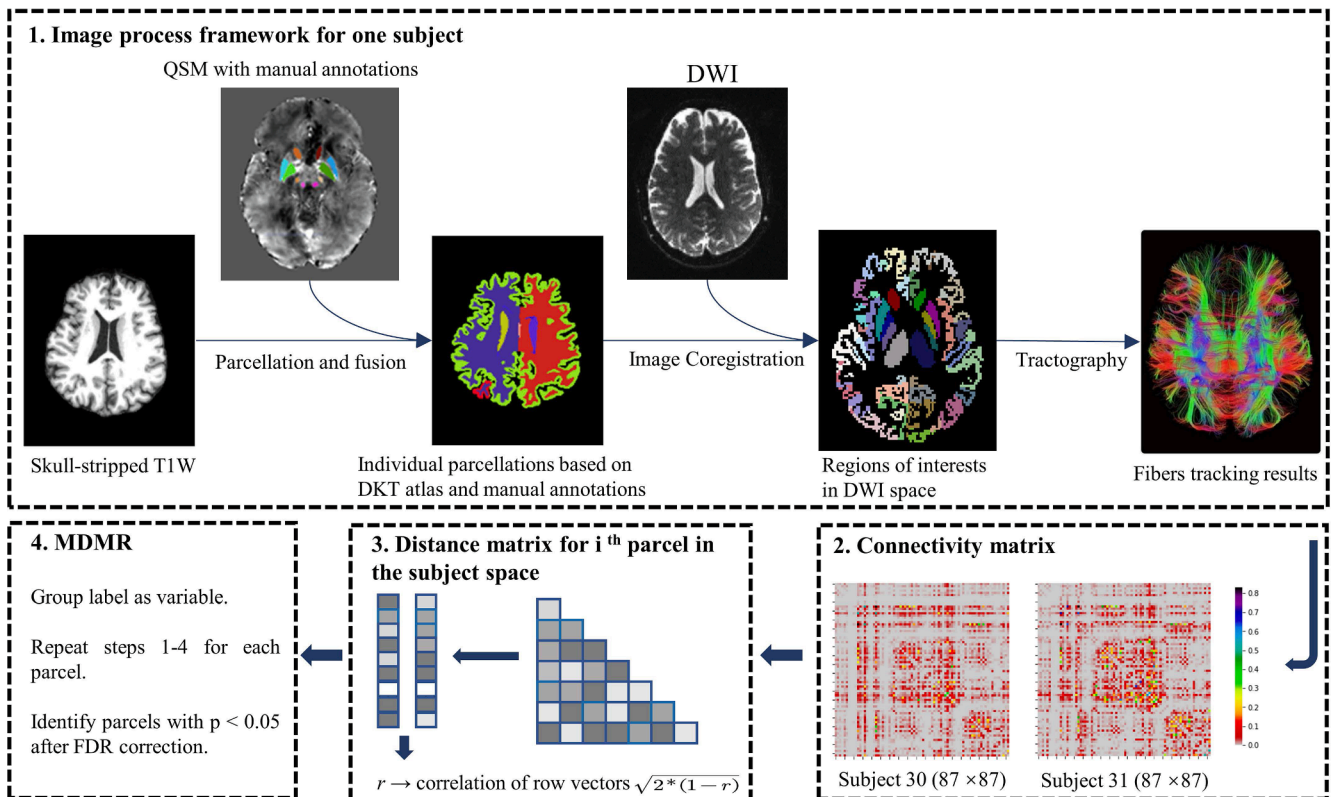 1. Image process framework for one subject
QSM with manual annotations
DWI
Parcellation and fusion
Image Coregistration
Tractography
Skull-stripped T1W
Individual parcellations based on
DKT atlas and manual annotations
Regions of interests
in DWI space
Fibers tracking results
4. MDMR
Group label as variable.
Repeat steps 1-4 for each
parcel.
Identify parcels with p < 0.05
after FDR correction.
3. Distance matrix for i th parcel in
the subject space
r → correlation of row vectors √2*(1−r)
2. Connectivity matrix
0.8
0.7
0.6
0.5
0.4
0.3
0.2
0.1
0.0
Subject 30 (87 ×87)
Subject 31 (87 ×87)